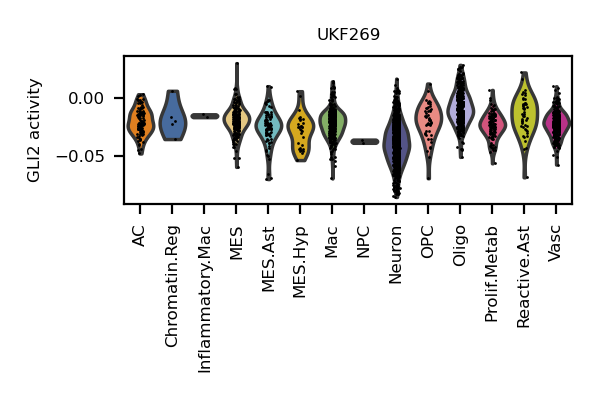 UKF269
GLI2 activity
0.00
−0.05
AC
Chromatin.Reg
Inflammatory.Mac
MES
MES.Ast
MES.Hyp
Mac
NPC
Neuron
OPC
Oligo
Prolif.Metab
Reactive.Ast
Vasc